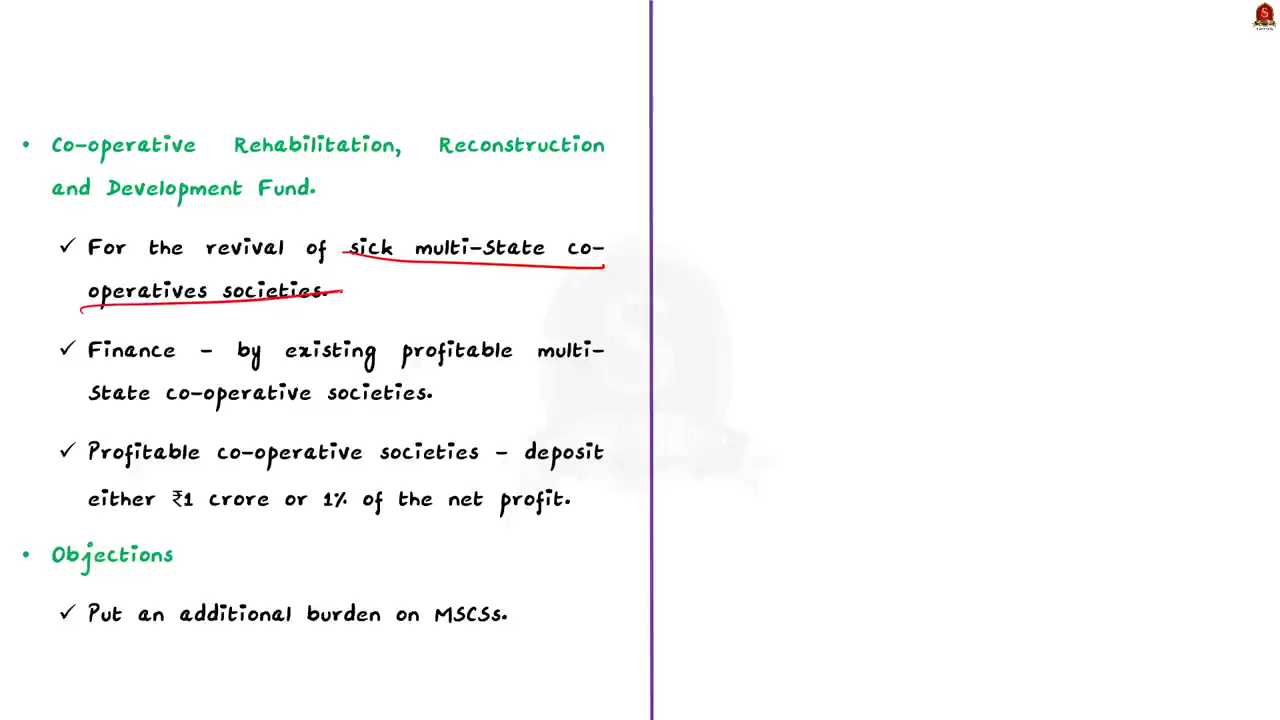 • Co-operative Rehabilitation, Reconstruction
and Development Fund.
✓ For the revival of sick multi-State co-
operatives societies.
✓ Finance – by existing profitable multi-
State co-operative societies.
✓ Profitable co-operative societies – deposit
either ₹1 crore or 1% of the net profit.
• Objections
✓ Put an additional burden on MSCSs.